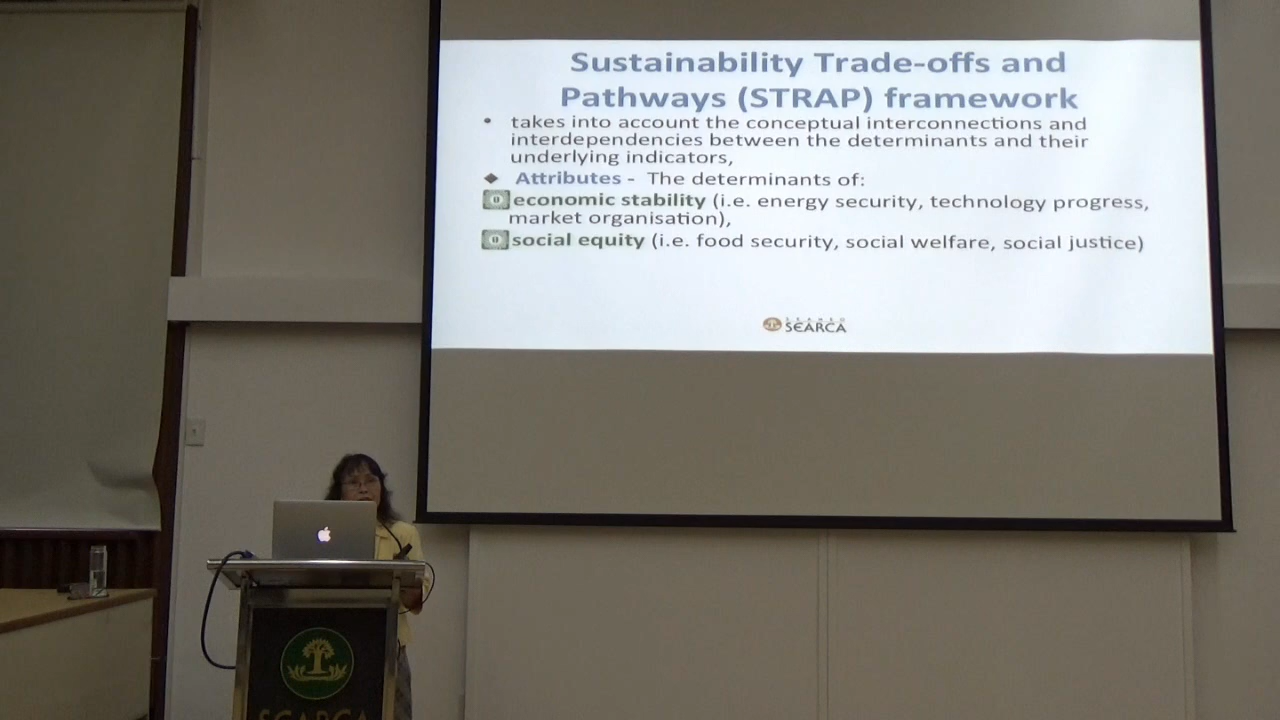 Sustainability Trade-offs and
Pathways (STRAP) framework
• takes into account the conceptual interconnections and
interdependencies between the determinants and their
underlying indicators,
◆ Attributes - The determinants of:
economic stability (i.e. energy security, technology progress,
market organisation),
social equity (i.e. food security, social welfare, social justice)
SEAMEO
SEARCA
SEARCA